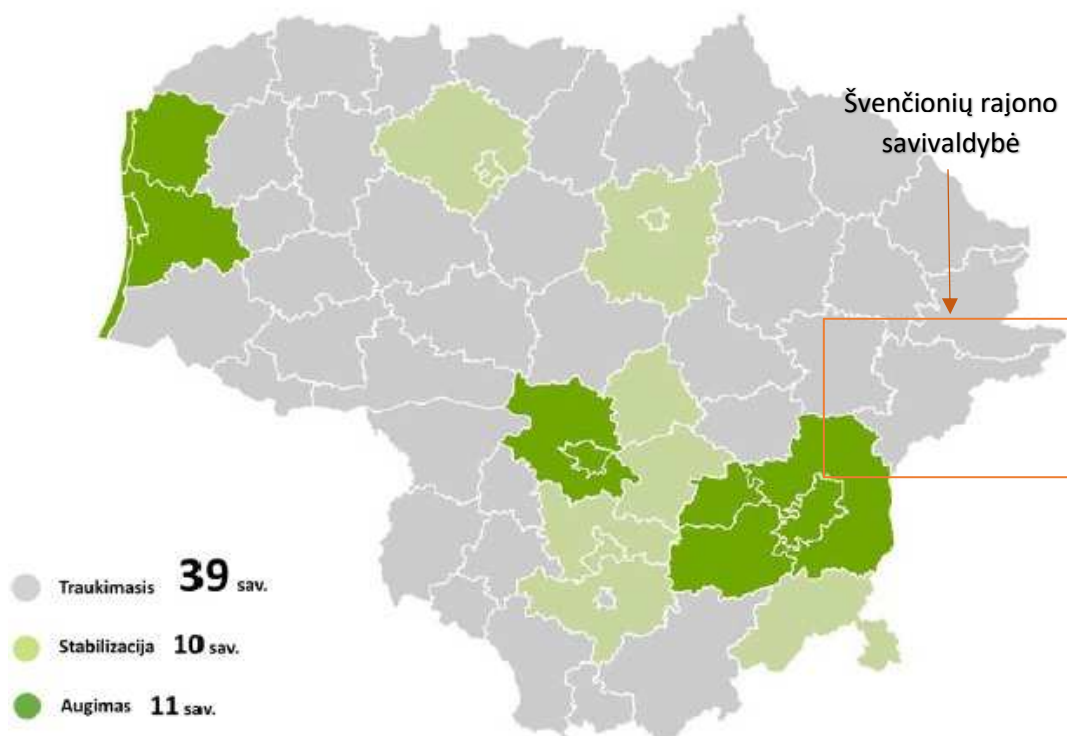 Švenčionių rajono
savivaldybė
Traukimasis 39 sav.
Stabilizacija 10 sav.
Augimas 11 sav.